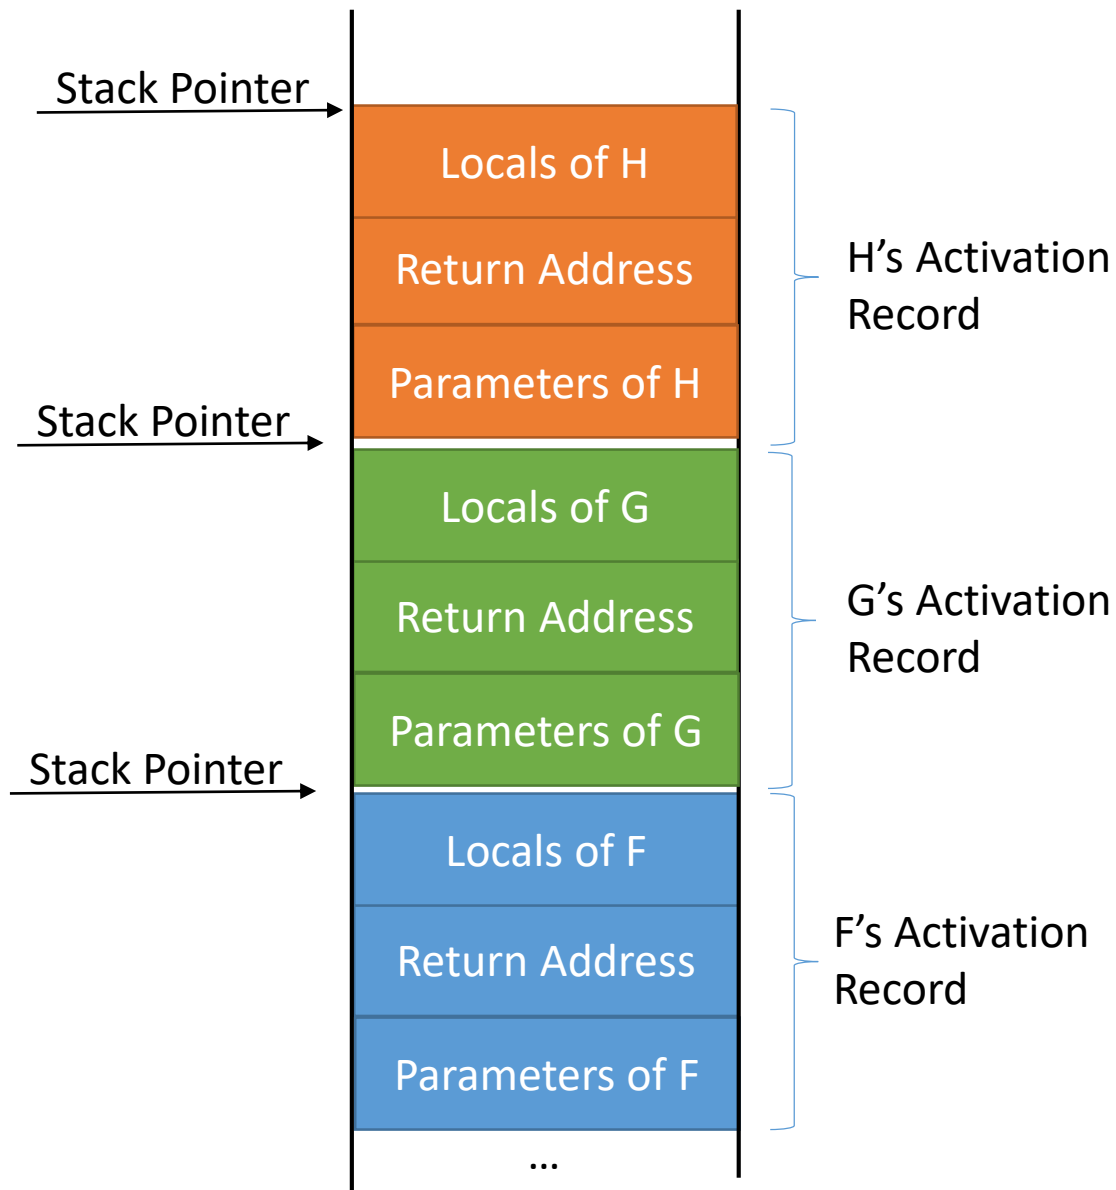 Stack Pointer
Locals of H
Return Address
Parameters of H
H’s Activation
Record
Stack Pointer
Locals of G
Return Address
Parameters of G
G’s Activation
Record
Stack Pointer
Locals of F
Return Address
Parameters of F
F’s Activation
Record
...